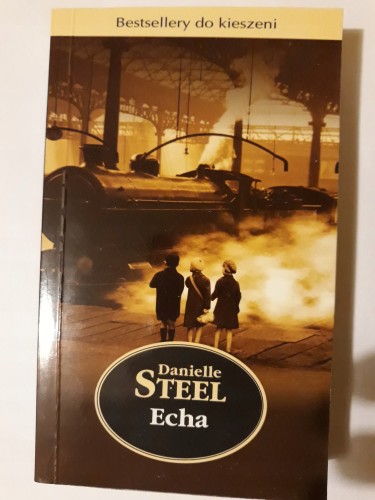 Bestsellery do kieszeni
Danielle
STEEL
Echa